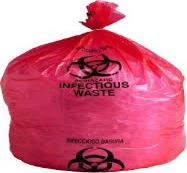 BIOHAZARD
INFECTIOUS
WASTE
INFECCIOSO BASURA